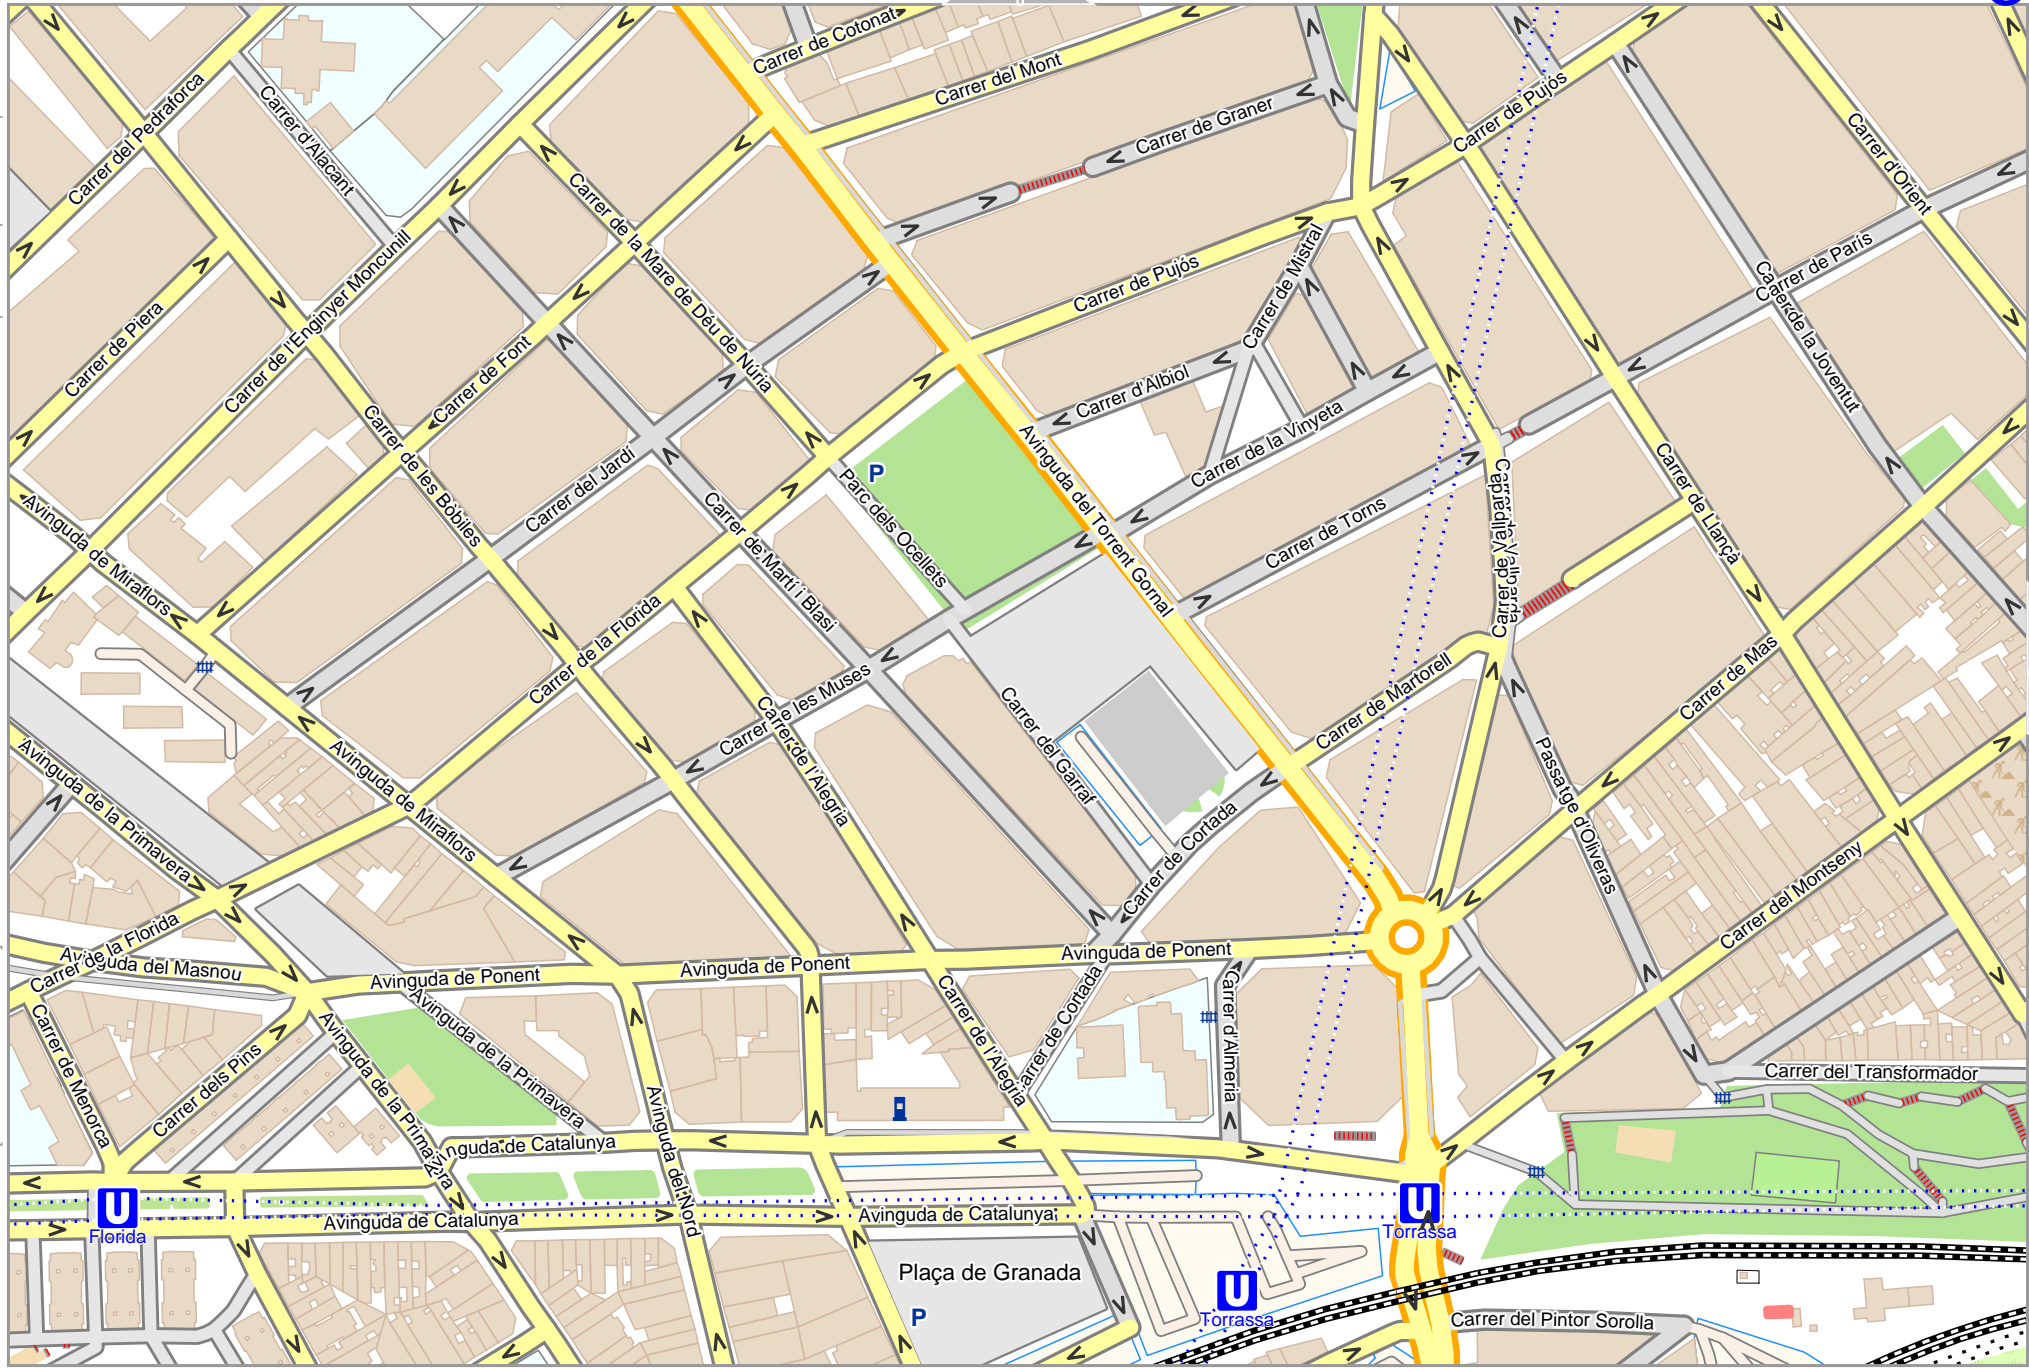 Carrer de Cotonat
Carrer del Mont
Carrer del Pedraforca
Carrer d'Alacant
Carrer de Graner
Carrer de Pujós
Carrer d'Orient
Carrer de la Mare de Déu de Núria
Carrer de l'Enginyer Moncunill
Carrer de Mistral
Carrer de Pujós
Carrer de París
Carrer de la Joventut
Carrer de Piera
Carrer de Font
Carrer d'Albiol
Carrer de les Bòbiles
Carrer del Jardí
P
Parc dels Ocellets
Avinguda del Torrent Gornal
Carrer de la Vinyeta
Carrer de Torns
Carrer de Vallparda
Carrer de Vallparda
Carrer de Llançà
Avinguda de Miraflors
Carrer de Martí i Blasi
Carrer de la Florida
Carrer de les Muses
Carrer de l'Alegria
Carrer del Garraf
Carrer de Martorell
Carrer de Mas
Avinguda de la Primavera
Avinguda de Miraflors
Passatge d'Oliveras
Carrer de Cortada
Carrer del Montseny
Carrer de la Florida
Avinguda del Masnou
Avinguda de Ponent
Avinguda de Ponent
Avinguda de Ponent
Carrer de Menorca
Carrer dels Pins
Avinguda de la Primavera
Avinguda de la Primavera
Carrer de l'Alegria
Carrer de Cortada
Carrer d'Almeria
Carrer del Transformador
Avinguda del Nord
Avinguda de Catalunya
Avinguda de Catalunya
Avinguda de Catalunya
U
Florida
U
Torrassa
U
Torrassa
Plaça de Granada
P
Carrer del Pintor Sorolla